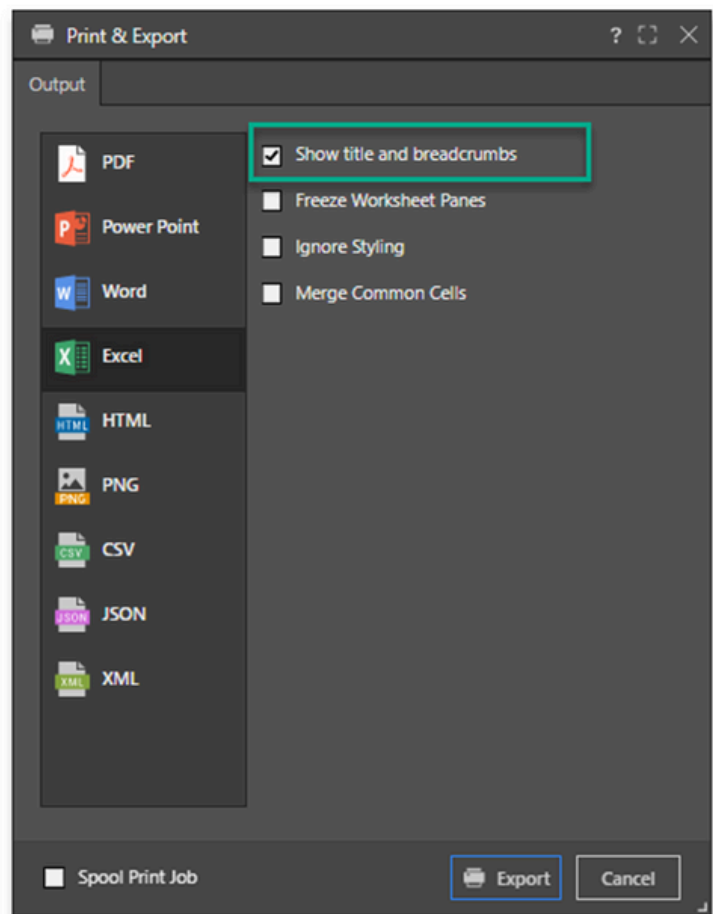 Print & Export
?
Output
PDF
Power Point
Word
Excel
HTML
HTML
PNG
PNG
CSV
CSV
JSON
JSON
XML
XML
Show title and breadcrumbs
Freeze Worksheet Panes
Ignore Styling
Merge Common Cells
Spool Print Job
Export
Cancel